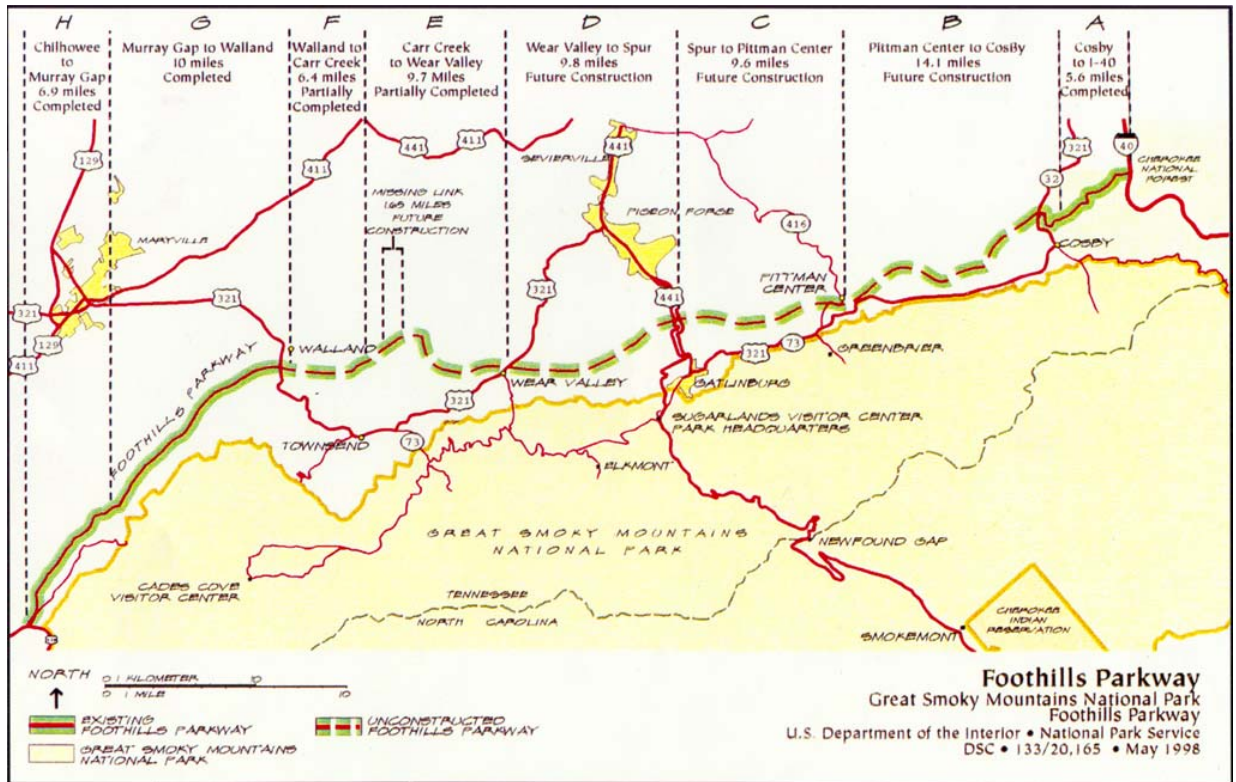 H G F E D C B A
Chilhowee
to
Murray Gap
6.9 miles
Completed
Murray Gap to Walland
10 miles
Completed
Walland to
Carr Creek
6.4 miles
Partially
Completed
Carr Creek
to Wear Valley
9.7 Miles
Partially Completed
Wear Valley to Spur
9.8 miles
Future Construction
Spur to Pittman Center
9.6 miles
Future Construction
Pittman Center to CosBy
14.1 miles
Future Construction
Cosby
to I-40
5.6 miles
Completed
129
441
411
441
321
40
411
SEVIERVILLE
32
CHEROKEE
NATIONAL
FOREST
MISSING LINK
1.65 MILES
FUTURE
CONSTRUCTION
PIGEON FORGE
416
MARYVILLE
COSBY
PITTMAN
CENTER
321
321
321
441
129
411
WALLAND
321
73
GREENBRIER
FOOTHILLS PARKWAY
WEAR VALLEY
GATLINBURG
321
SUGARLANDS VISITOR CENTER
PARK HEADQUARTERS
TOWNSEND
73
ELKMONT
GREAT SMOKY MOUNTAINS
NATIONAL PARK
NEWFOUND GAP
CADES COVE
VISITOR CENTER
TENNESSEE
NORTH CAROLINA
CHEROKEE
INDIAN
RESERVATION
SMOKEMONT
NORTH
0 1 KILOMETER 10
0 1 MILE 10
EXISTING
FOOTHILLS PARKWAY
UNCONSTRUCTED
FOOTHILLS PARKWAY
GREAT SMOKY MOUNTAINS
NATIONAL PARK
Foothills Parkway
Great Smoky Mountains National Park
Foothills Parkway
U.S. Department of the Interior • National Park Service
DSC • 133/20,165 • May 1998